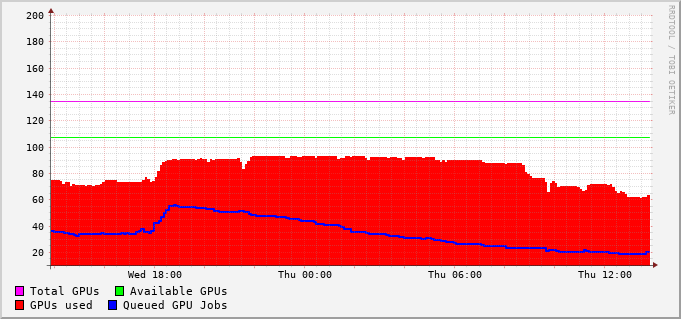 200
180
160
140
120
100
80
60
40
20
Wed 18:00 Thu 00:00 Thu 06:00 Thu 12:00
Total GPUs Available GPUs
GPUs used Queued GPU Jobs
RRDTOOL / TOBI OETIKER